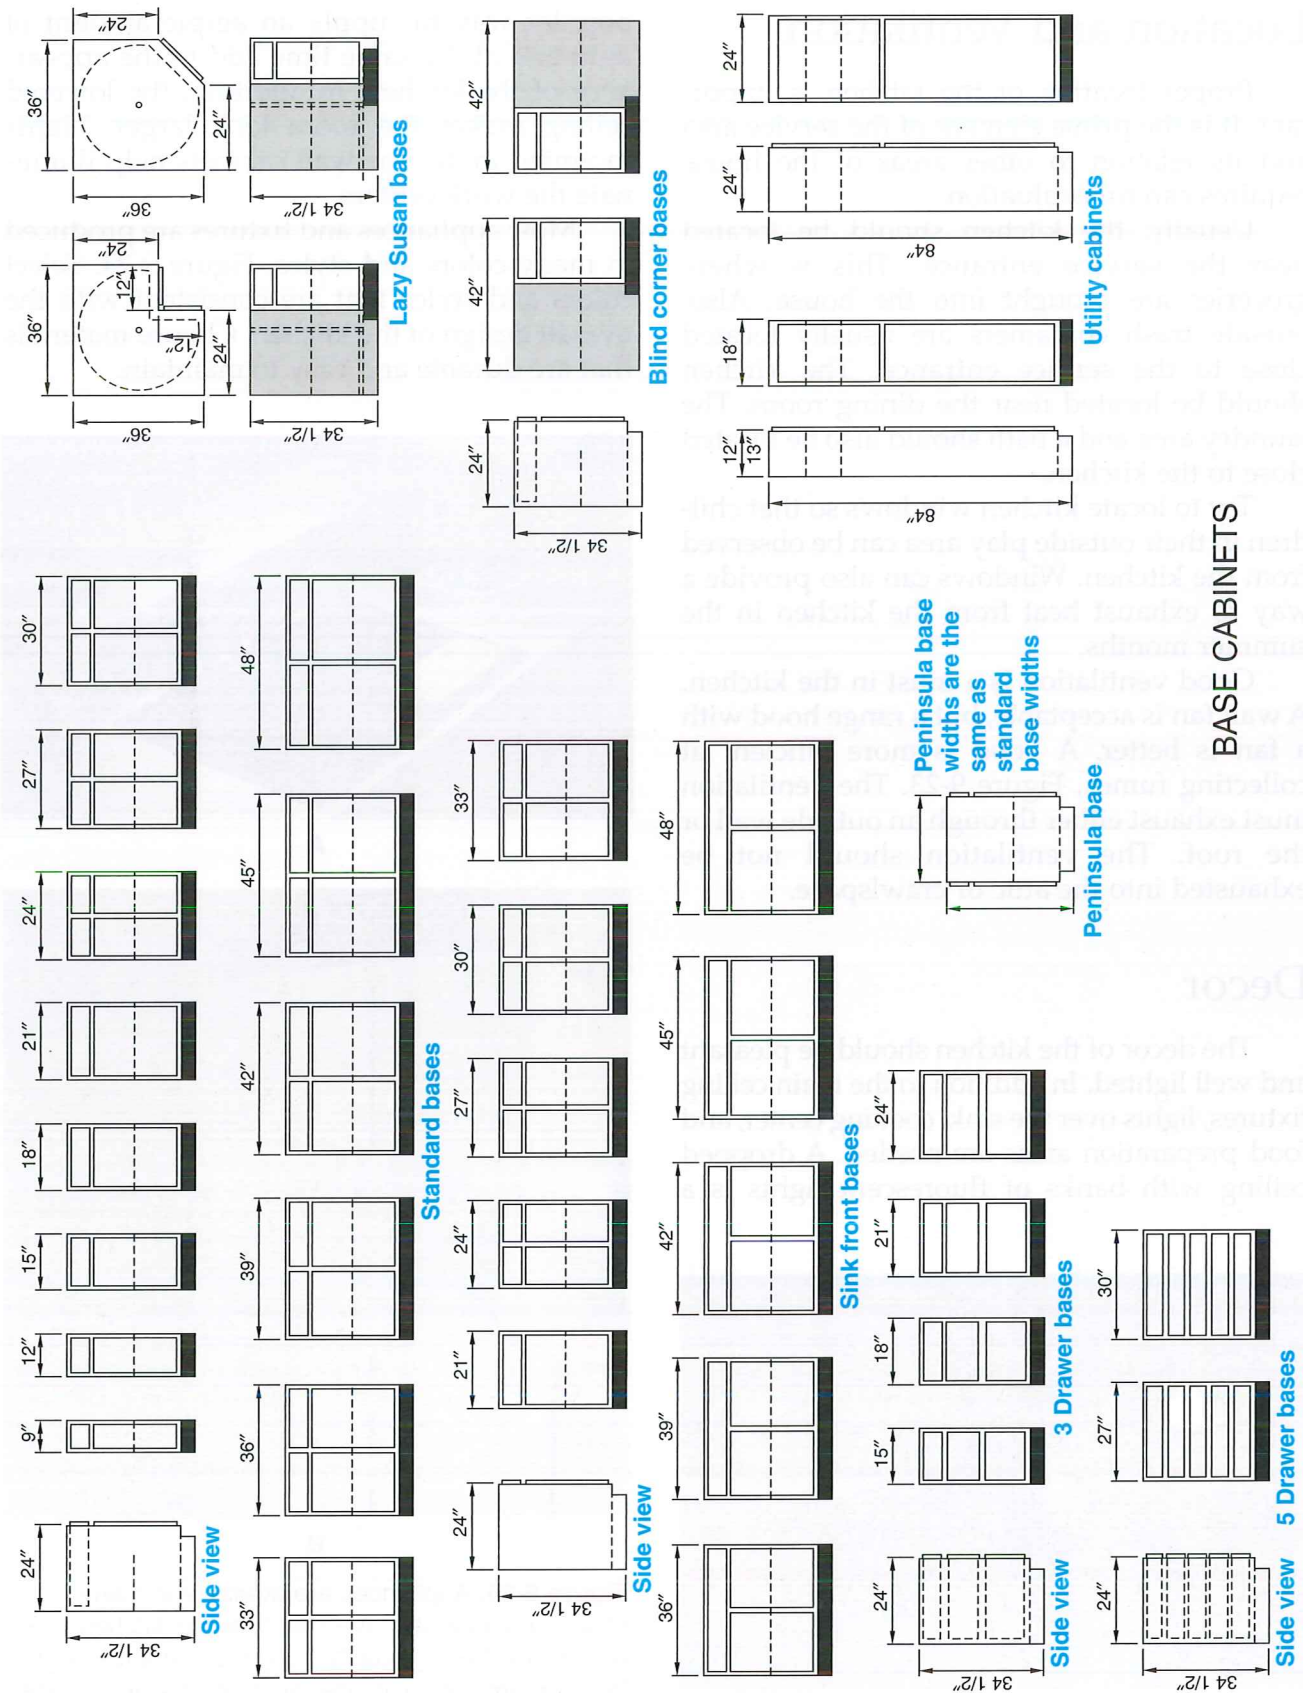 24" 9" 12" 15" 18" 21" 24" 27" 30"
34 1/2"
Side view
33" 36" 39" 42" 45" 48"
Standard bases
36" 36"
24" 24"
36" 36"
12"
12"
24" 24"
34 1/2" 34 1/2"
Lazy Susan bases
24" 21" 24" 27" 30" 33"
34 1/2"
Side view
24" 42" 42"
34 1/2"
Blind corner bases
36" 39" 42" 45" 48"
Sink front bases
12"
13"
18" 24" 24"
84" 84"
Utility cabinets
24" 15" 18" 21" 24"
34 1/2"
Side view
3 Drawer bases
Peninsula base
widths are the
same as
standard
base widths
Peninsula base
24" 27" 30"
34 1/2"
Side view
5 Drawer bases
BASE CABINETS